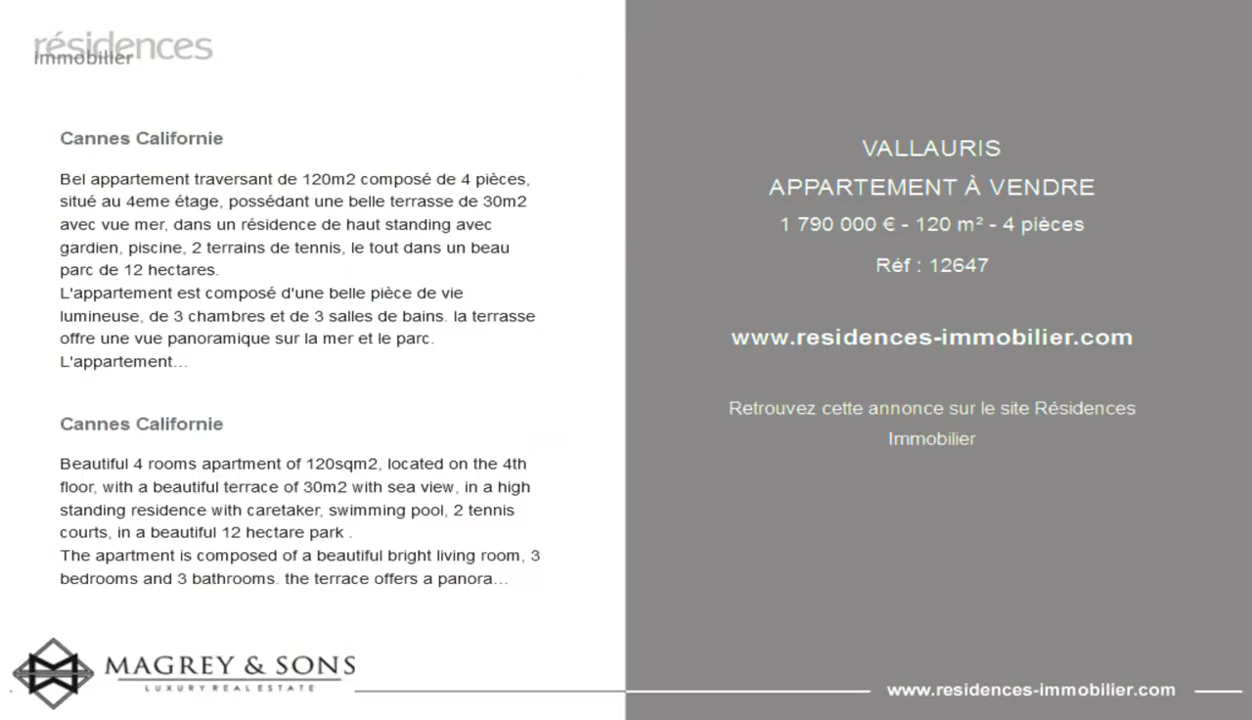 résidences
immobilier
Cannes Californie
Bel appartement traversant de 120m2 composé de 4 pièces,
situé au 4eme étage, possédant une belle terrasse de 30m2
avec vue mer, dans un résidence de haut standing avec
gardien, piscine, 2 terrains de tennis, le tout dans un beau
parc de 12 hectares.
L'appartement est composé d'une belle pièce de vie
lumineuse, de 3 chambres et de 3 salles de bains. la terrasse
offre une vue panoramique sur la mer et le parc.
L'appartement...
Cannes Californie
Beautiful 4 rooms apartment of 120sqm2, located on the 4th
floor, with a beautiful terrace of 30m2 with sea view, in a high
standing residence with caretaker, swimming pool, 2 tennis
courts, in a beautiful 12 hectare park .
The apartment is composed of a beautiful bright living room, 3
bedrooms and 3 bathrooms. the terrace offers a panora...
MAGREY & SONS
LUXURY REAL ESTATE
VALLAURIS
APPARTEMENT À VENDRE
1 790 000 € - 120 m² - 4 pièces
Réf : 12647
www.residences-immobilier.com
Retrouvez cette annonce sur le site Résidences
Immobilier
www.residences-immobilier.com